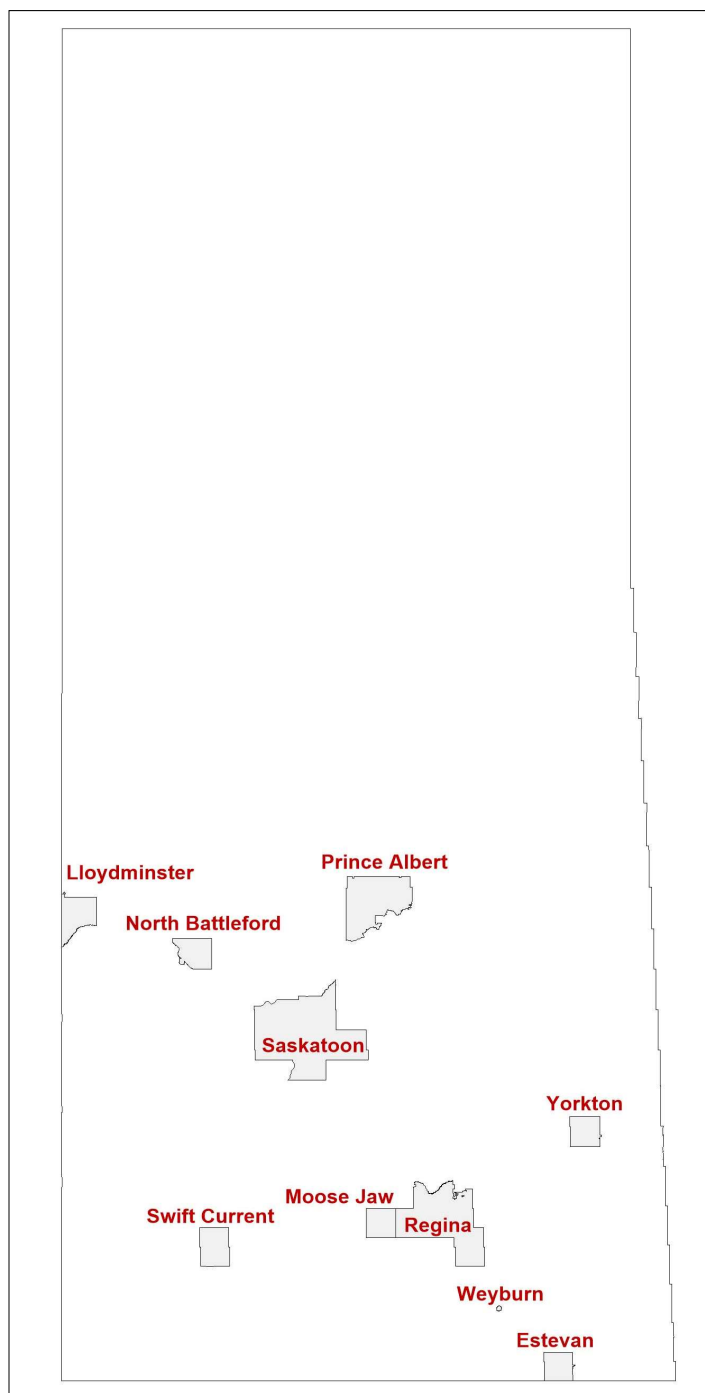 Prince Albert
Lloydminster
North Battleford
Saskatoon
Yorkton
Moose Jaw
Swift Current
Regina
Weyburn
Estevan